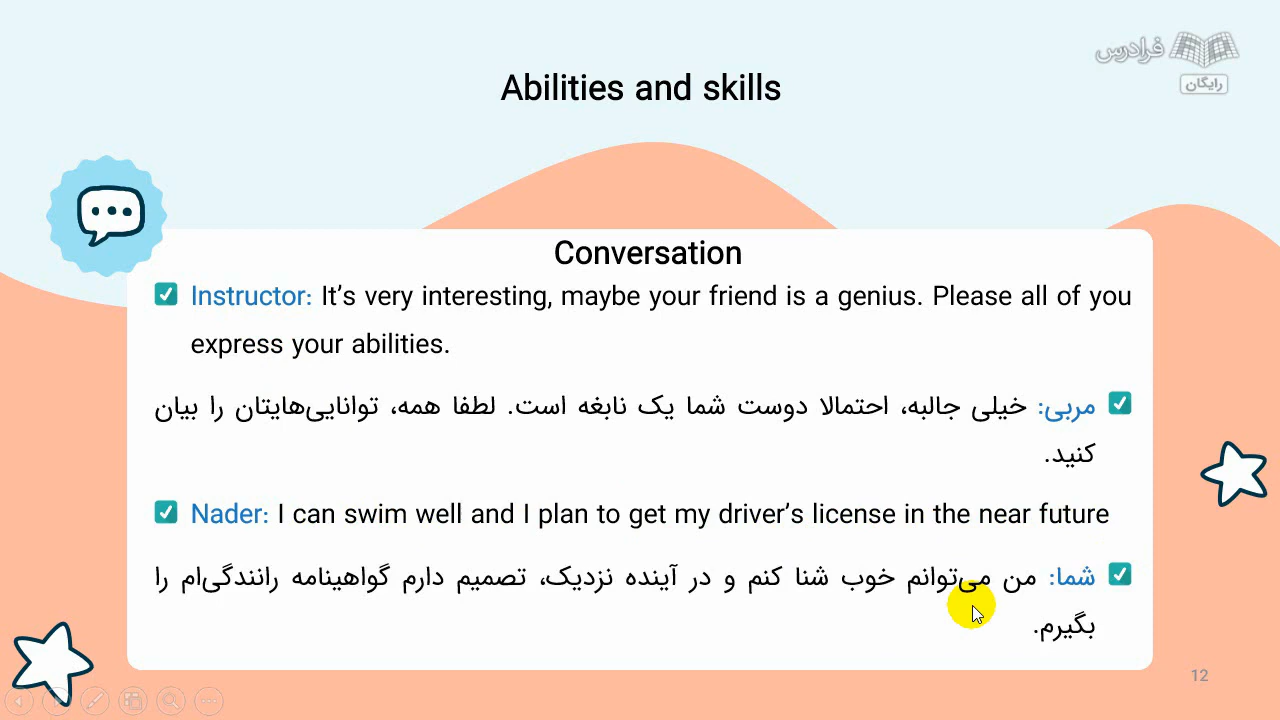 فرادرس
رایگان
Abilities and skills
Conversation
Instructor: It’s very interesting, maybe your friend is a genius. Please all of you
express your abilities.
مربی: خیلی جالبه، احتمالا دوست شما یک نابغه است. لطفا همه، توانایی‌هایتان را بیان
کنید.
Nader: I can swim well and I plan to get my driver’s license in the near future
شما: من می‌توانم خوب شنا کنم و در آینده نزدیک، تصمیم دارم گواهینامه رانندگی‌ام را
بگیرم.
12